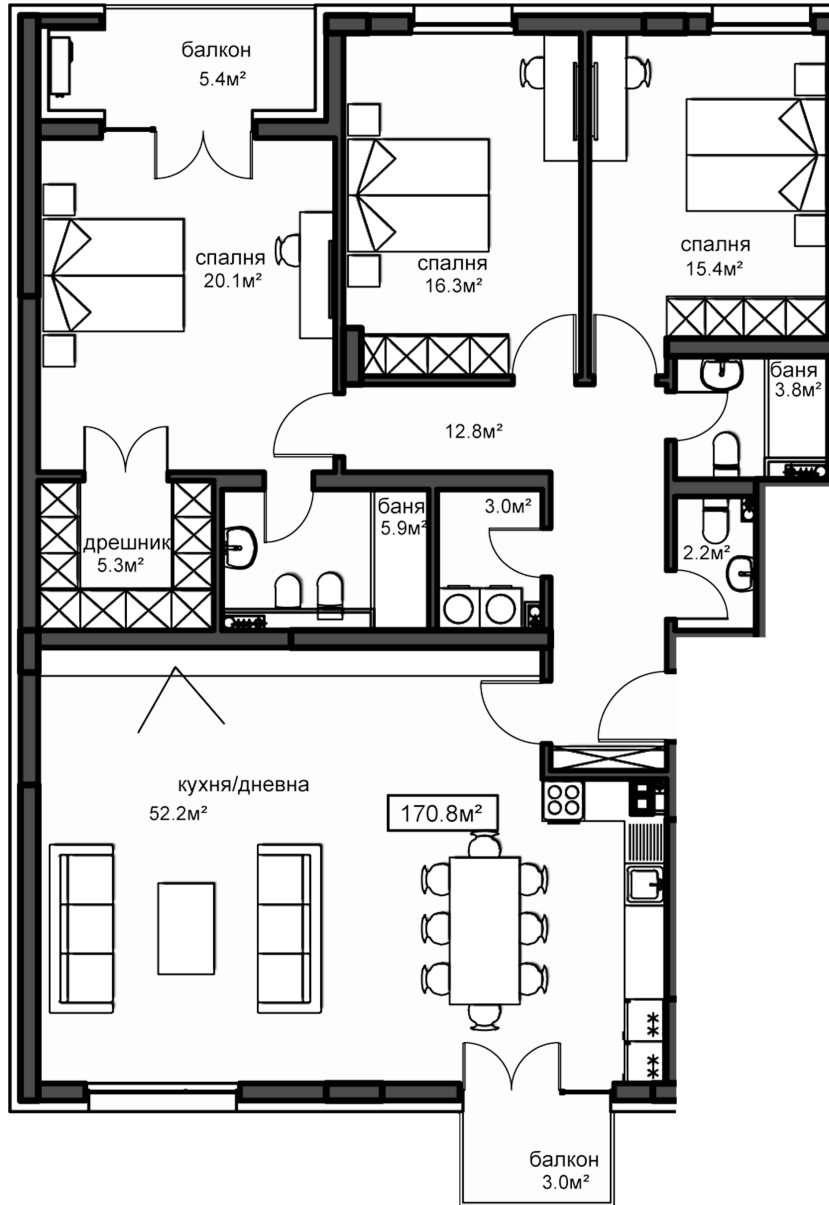 балкон
5.4м²
спалня
20.1м²
спалня
16.3м²
спалня
15.4м²
баня
3.8м²
12.8м²
дрешник
5.3м²
баня
5.9м²
3.0м²
2.2м²
кухня/дневна
52.2м²
170.8м²
балкон
3.0м²